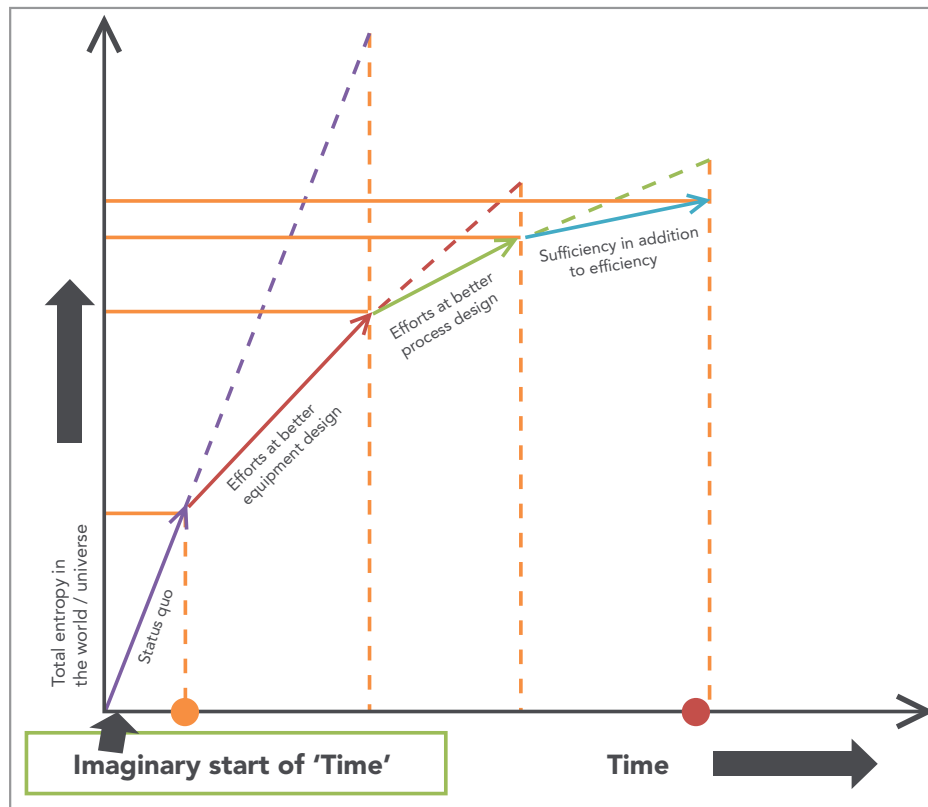 Total entropy in
the world / universe
Status quo
Efforts at better
equipment design
Efforts at better
process design
Sufficiency in addition
to efficiency
Imaginary start of ‘Time’
Time